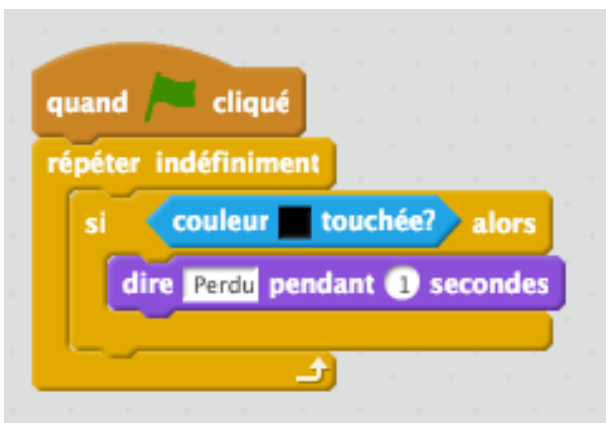 quand cliqué
répéter indéfiniment
si couleur touchée? alors
dire Perdu pendant 1 secondes